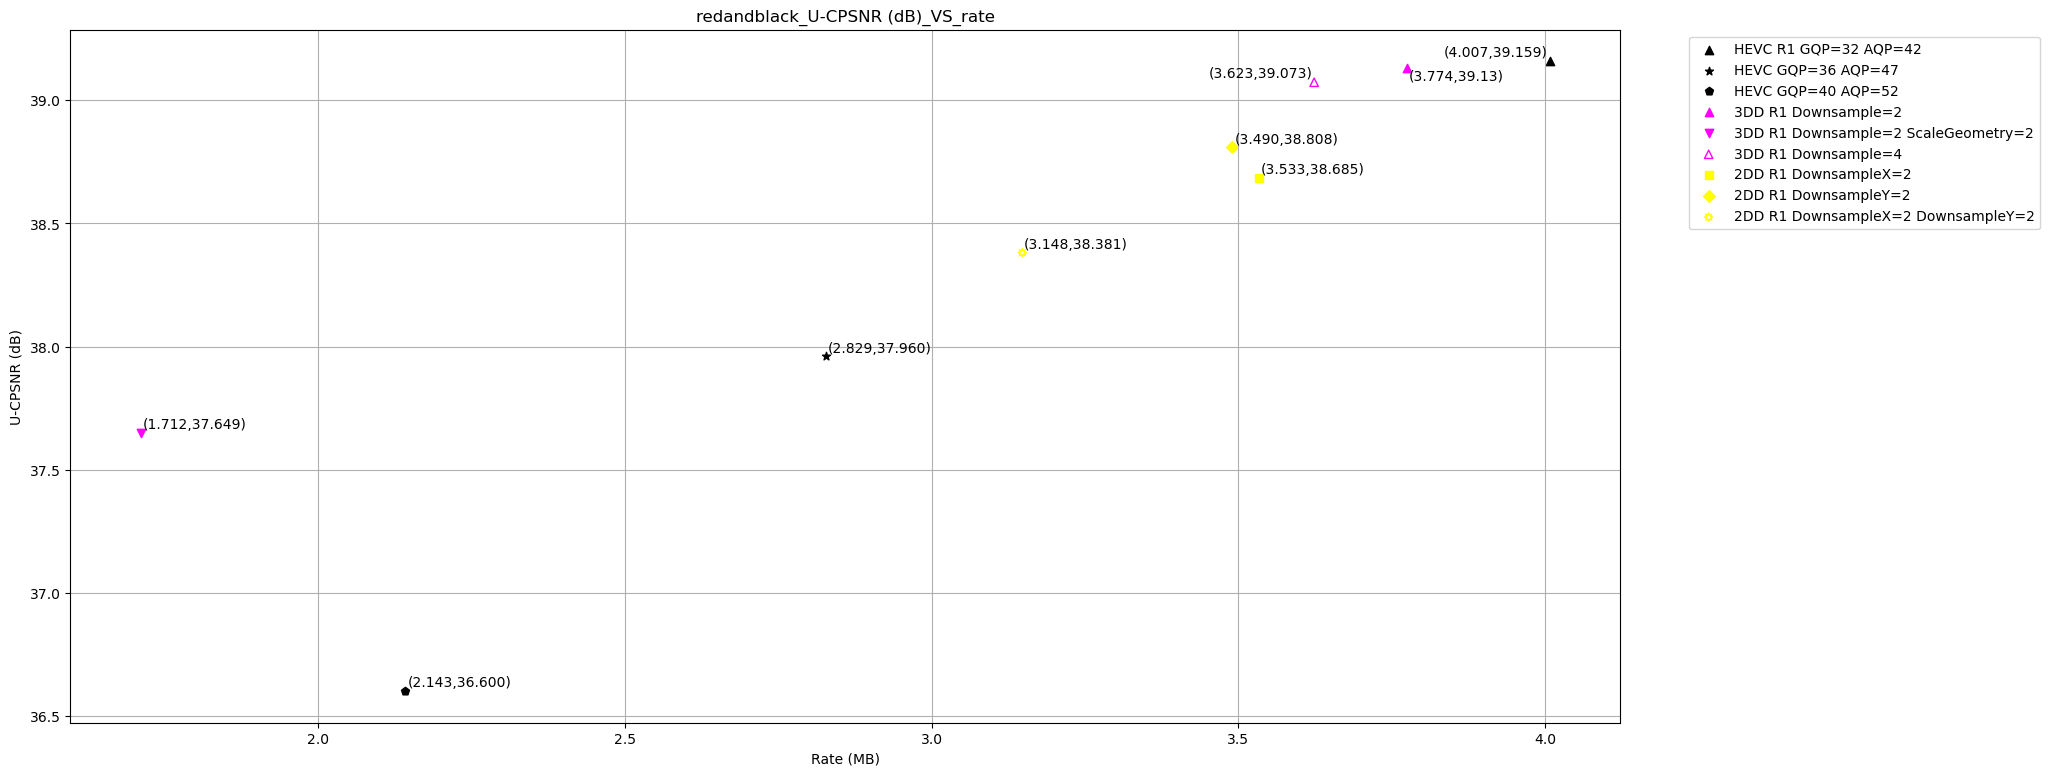 redandblack_U-CPSNR (dB)_VS_rate
(4.007,39.159)
(3.623,39.073)
(3.774,39.13)
(3.490,38.808)
(3.533,38.685)
(3.148,38.381)
(2.829,37.960)
(1.712,37.649)
(2.143,36.600)
39.0
38.5
38.0
37.5
37.0
36.5
U-CPSNR (dB)
2.0 2.5 3.0 3.5 4.0
Rate (MB)
HEVC R1 GQP=32 AQP=42
HEVC GQP=36 AQP=47
HEVC GQP=40 AQP=52
3DD R1 Downsample=2
3DD R1 Downsample=2 ScaleGeometry=2
3DD R1 Downsample=4
2DD R1 DownsampleX=2
2DD R1 DownsampleY=2
2DD R1 DownsampleX=2 DownsampleY=2